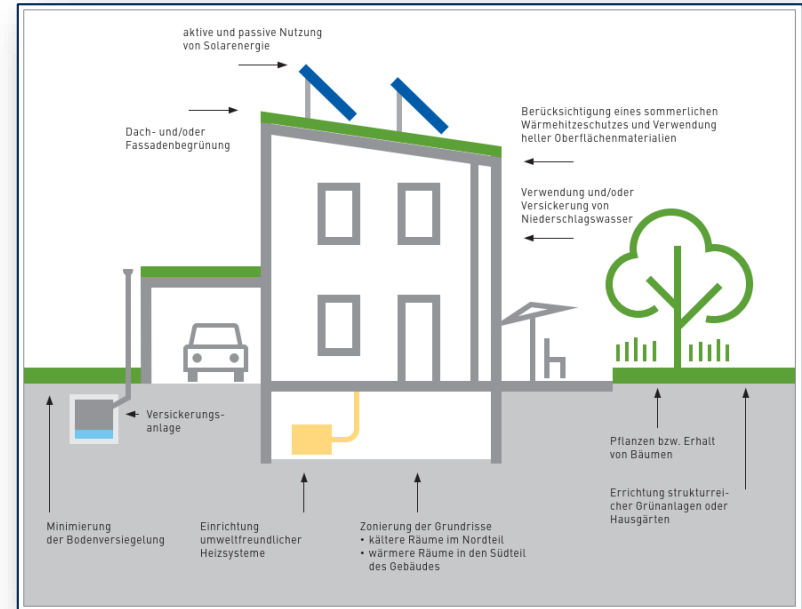 aktive und passive Nutzung
von Solarenergie
Dach- und/oder
Fassadenbegrünung
Berücksichtigung eines sommerlichen
Wärmehitzeschutzes und Verwendung
heller Oberflächenmaterialien
Verwendung und/oder
Versickerung von
Niederschlagswasser
Versickerungs-
anlage
Pflanzen bzw. Erhalt
von Bäumen
Errichtung strukturrei-
cher Grünanlagen oder
Hausgärten
Minimierung
der Bodenversiegelung
Einrichtung
umweltfreundlicher
Heizsysteme
Zonierung der Grundrisse
• kältere Räume im Nordteil
• wärmere Räume in den Südteil
des Gebäudes